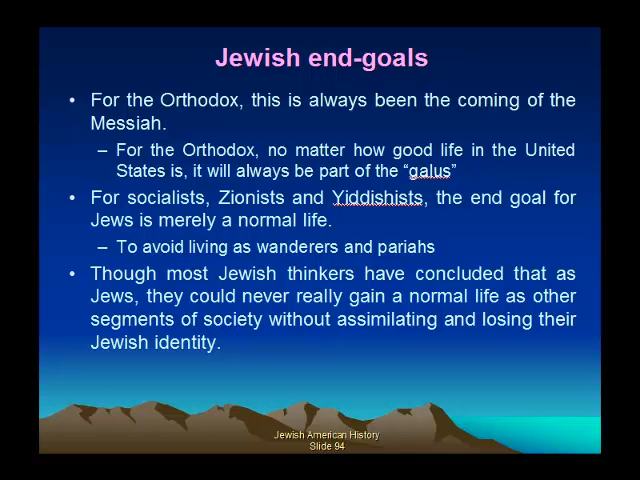 Jewish end-goals
• For the Orthodox, this is always been the coming of the
Messiah.
– For the Orthodox, no matter how good life in the United
States is, it will always be part of the “galus”
• For socialists, Zionists and Yiddishists, the end goal for
Jews is merely a normal life.
– To avoid living as wanderers and pariahs
• Though most Jewish thinkers have concluded that as
Jews, they could never really gain a normal life as other
segments of society without assimilating and losing their
Jewish identity.
Jewish American History
Slide 94